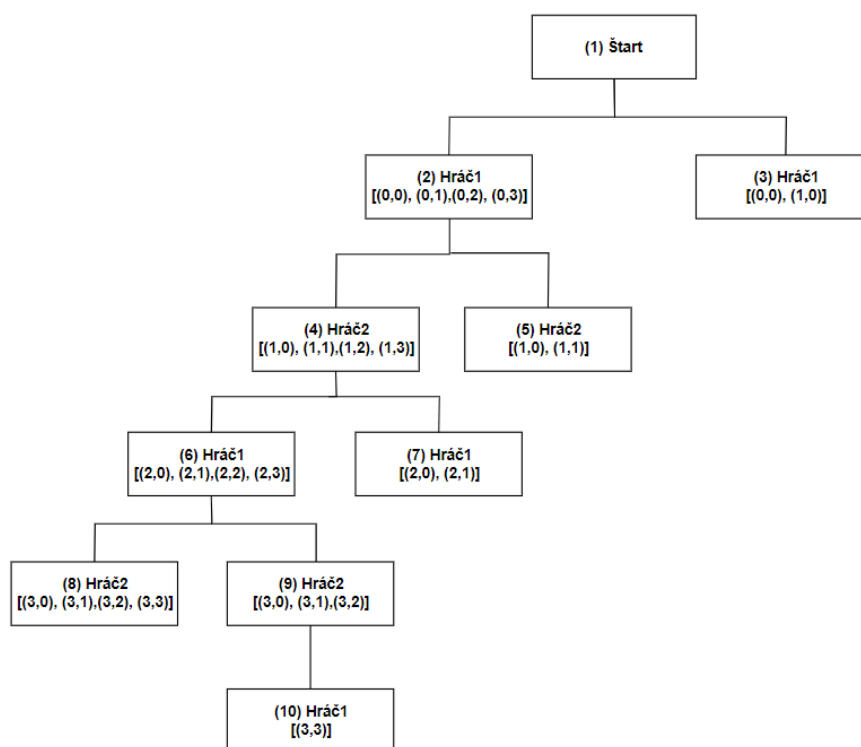 (1) Štart
(2) Hráč1
[(0,0), (0,1),(0,2), (0,3)]
(3) Hráč1
[(0,0), (1,0)]
(4) Hráč2
[(1,0), (1,1),(1,2), (1,3)]
(5) Hráč2
[(1,0), (1,1)]
(6) Hráč1
[(2,0), (2,1),(2,2), (2,3)]
(7) Hráč1
[(2,0), (2,1)]
(8) Hráč2
[(3,0), (3,1),(3,2), (3,3)]
(9) Hráč2
[(3,0), (3,1),(3,2)]
(10) Hráč1
[(3,3)]